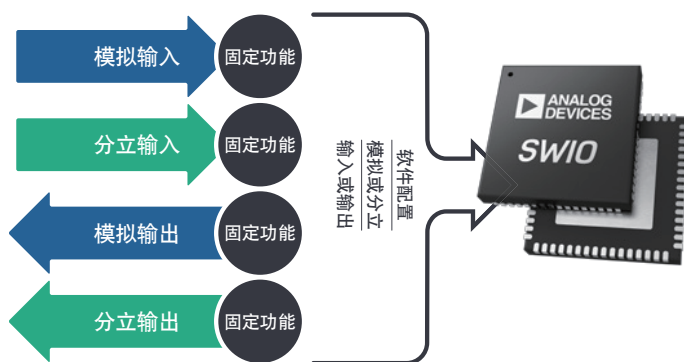 模拟输入
固定功能
分立输入
固定功能
模拟输出
固定功能
分立输出
固定功能
软件配置
模拟或分立
输入或输出
ANALOG
DEVICES
SWIO